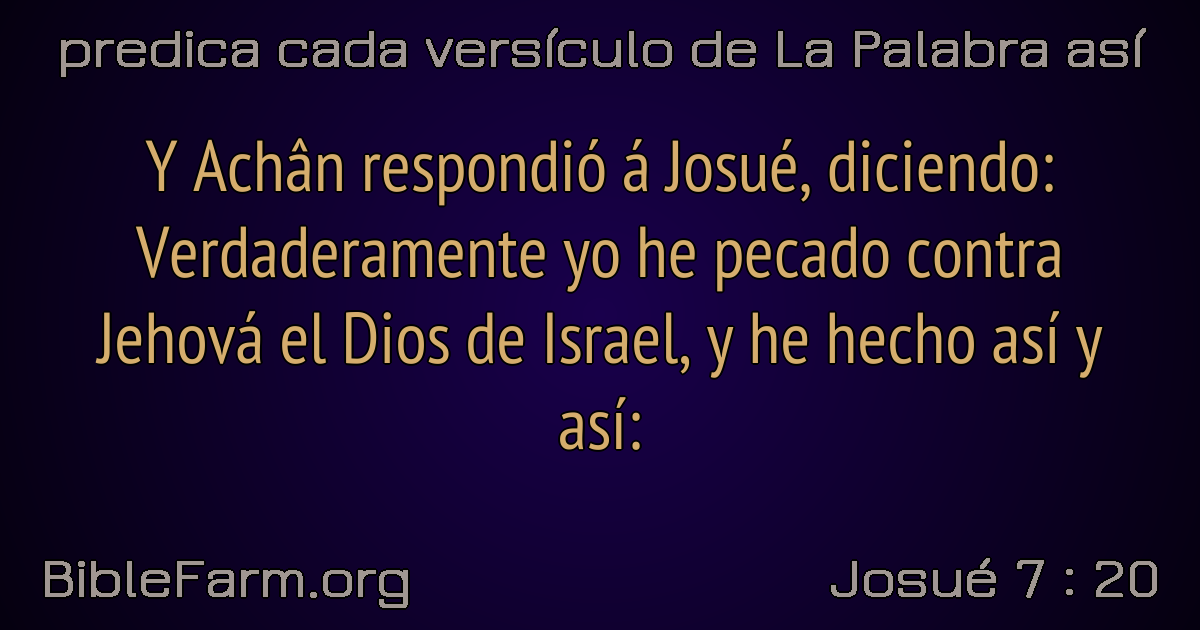 predica cada versículo de La Palabra así
Y Achân respondió á Josué, diciendo:
Verdaderamente yo he pecado contra
Jehová el Dios de Israel, y he hecho así y
así:
BibleFarm.org
Josué 7 : 20